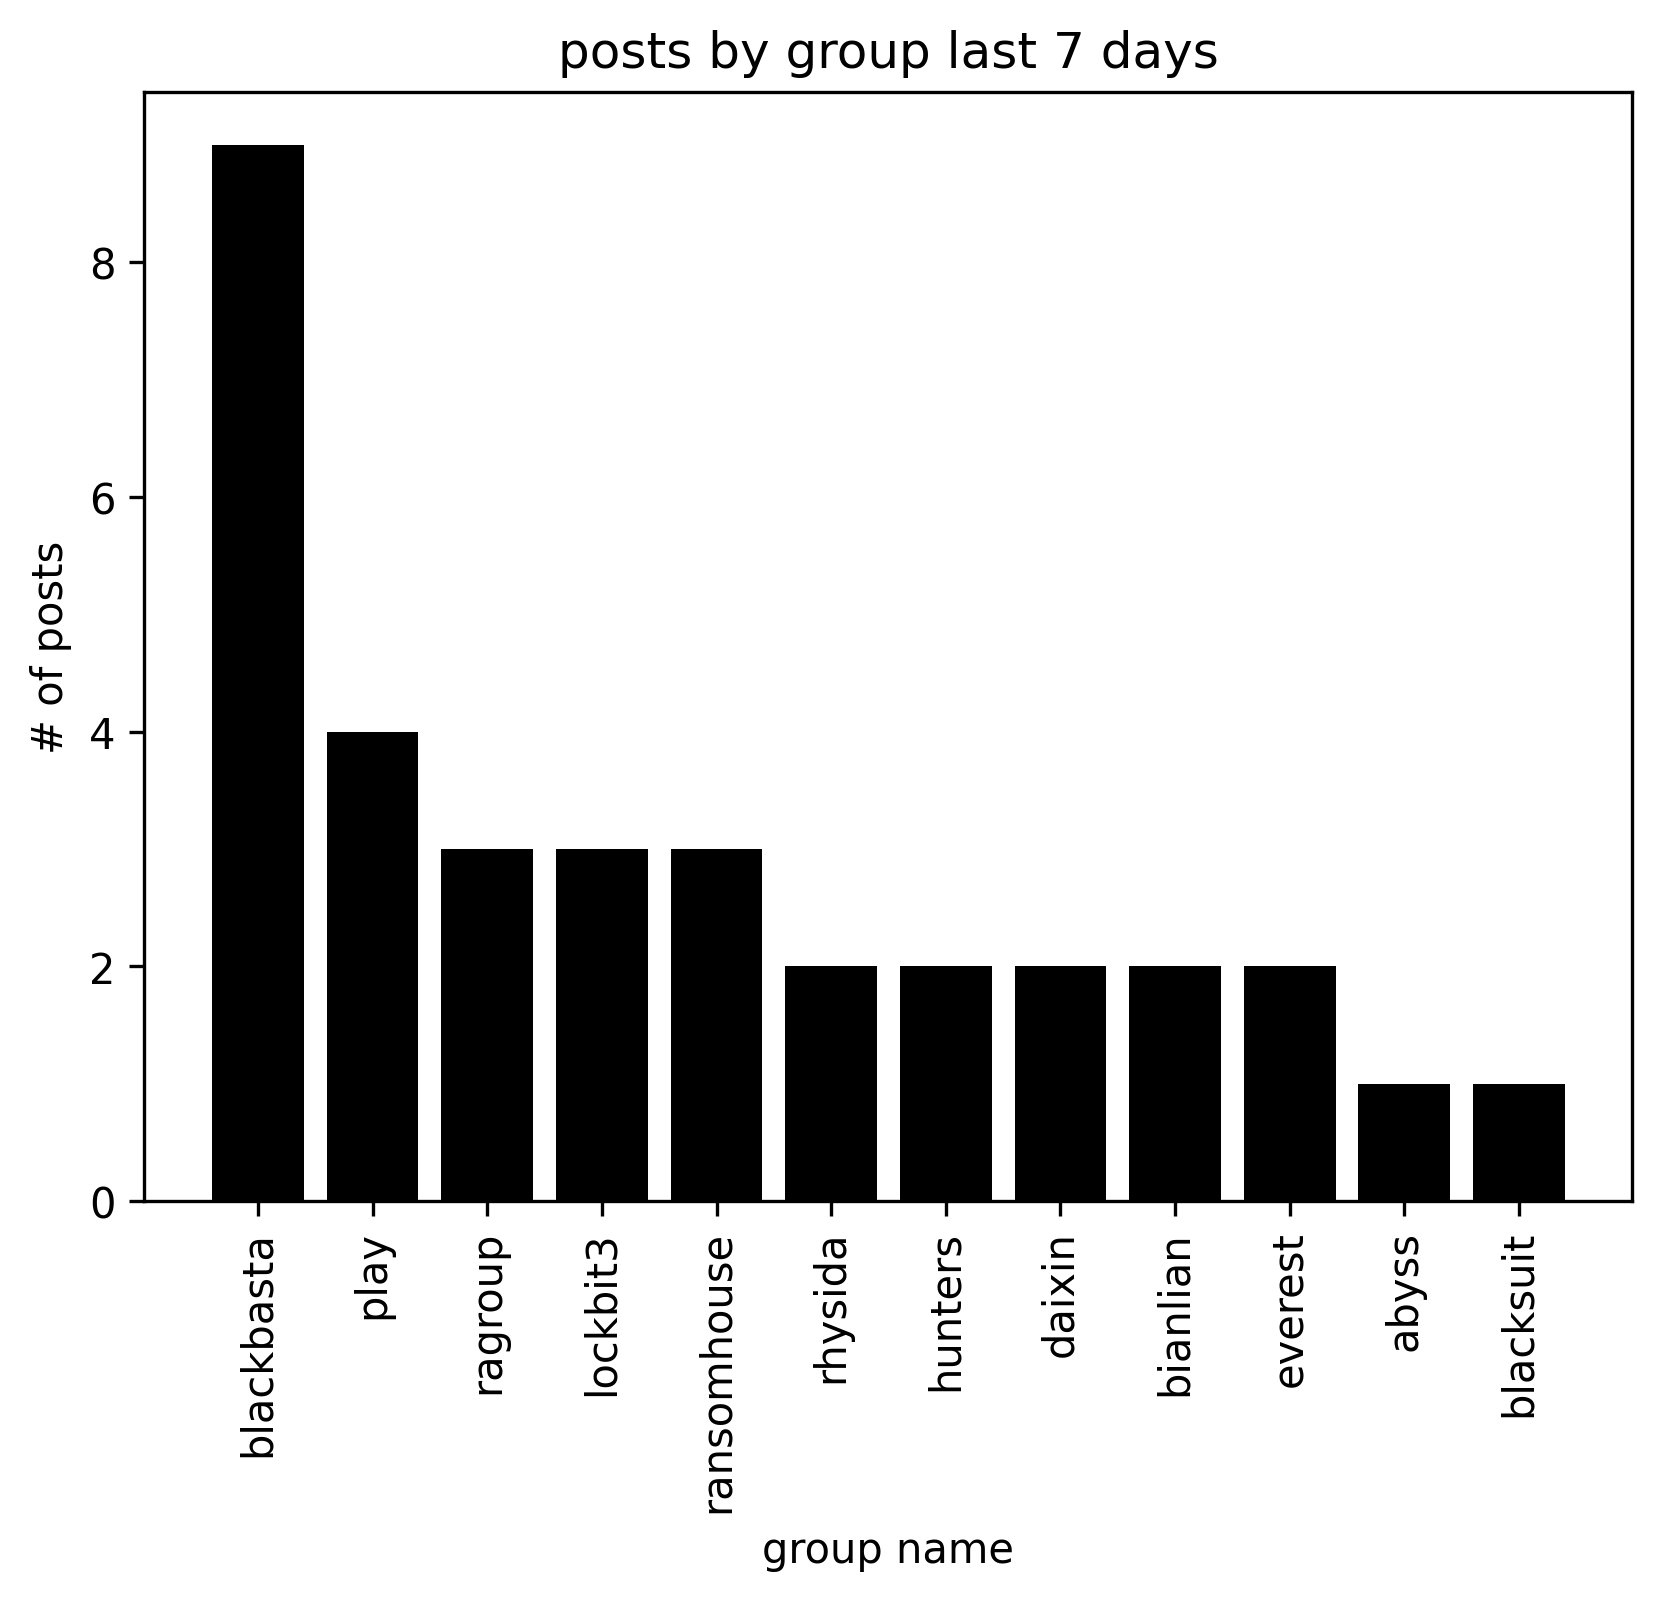 posts by group last 7 days
# of posts
8
6
4
2
0
blackbasta
play
ragroup
lockbit3
ransomhouse
rhysida
hunters
daixin
bianlian
everest
abyss
blacksuit
group name